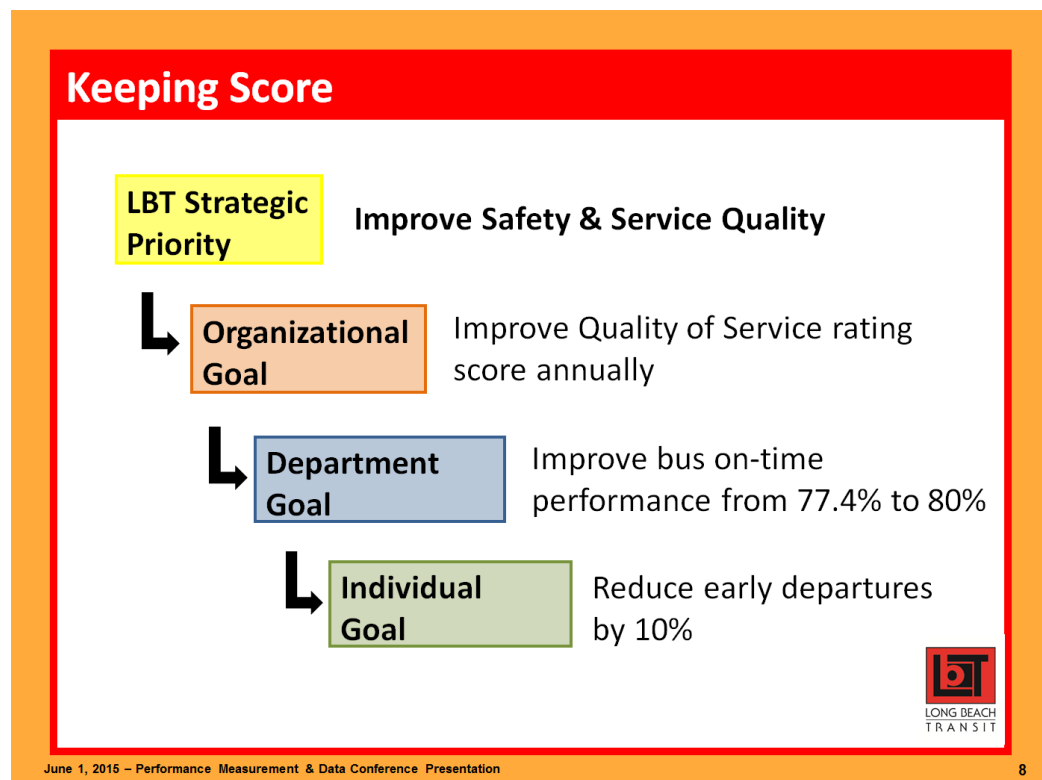 Keeping Score
LBT Strategic
Priority
Improve Safety & Service Quality
Organizational
Goal
Improve Quality of Service rating
score annually
Department
Goal
Improve bus on-time
performance from 77.4% to 80%
Individual
Goal
Reduce early departures
by 10%
LBT
LONG BEACH
TRANSIT
June 1, 2015 – Performance Measurement & Data Conference Presentation
8